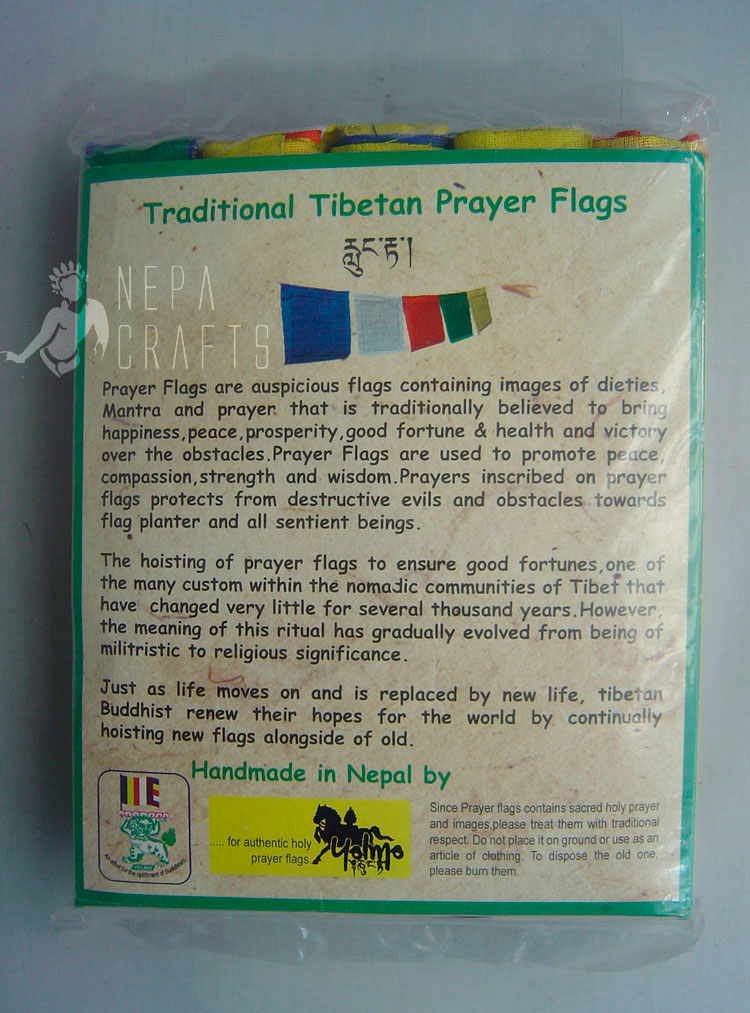 Traditional Tibetan Prayer Flags
རླུང་རྟ།
NEPA
CRAFTS
Prayer Flags are auspicious flags containing images of dieties,
Mantra and prayer that is traditionally believed to bring
happiness,peace,prosperity,good fortune & health and victory
over the obstacles.Prayer Flags are used to promote peace,
compassion,strength and wisdom.Prayers inscribed on prayer
flags protects from destructive evils and obstacles towards
flag planter and all sentient beings.
The hoisting of prayer flags to ensure good fortunes,one of
the many custom within the nomadic communities of Tibet that
have changed very little for several thousand years.However,
the meaning of this ritual has gradually evolved from being of
militristic to religious significance.
Just as life moves on and is replaced by new life, tibetan
Buddhist renew their hopes for the world by continually
hoisting new flags alongside of old.
Handmade in Nepal by
An effort for the upliftment of Buddhism
..... for authentic holy
prayer flags.
Yolmo
རླུང་རྟ
Since Prayer flags contains sacred holy prayer
and images,please treat them with traditional
respect. Do not place it on ground or use as an
article of clothing. To dispose the old one,
please burn them.